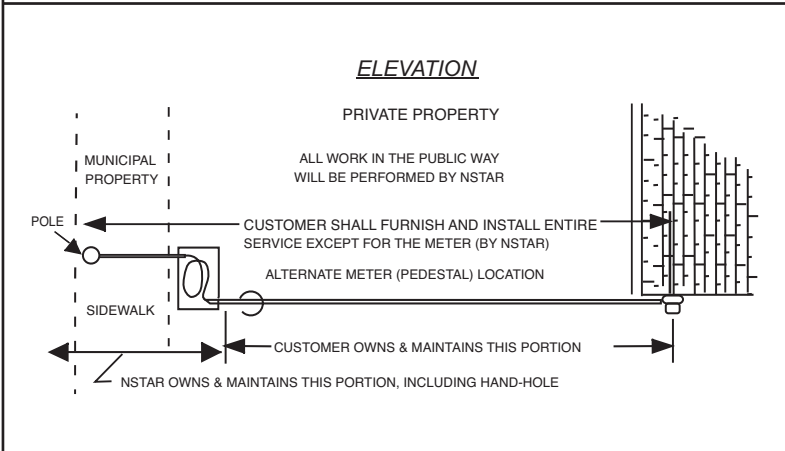 ELEVATION
PRIVATE PROPERTY
MUNICIPAL
PROPERTY
ALL WORK IN THE PUBLIC WAY
WILL BE PERFORMED BY NSTAR
POLE
CUSTOMER SHALL FURNISH AND INSTALL ENTIRE
SERVICE EXCEPT FOR THE METER (BY NSTAR)
ALTERNATE METER (PEDESTAL) LOCATION
SIDEWALK
CUSTOMER OWNS & MAINTAINS THIS PORTION
NSTAR OWNS & MAINTAINS THIS PORTION, INCLUDING HAND-HOLE